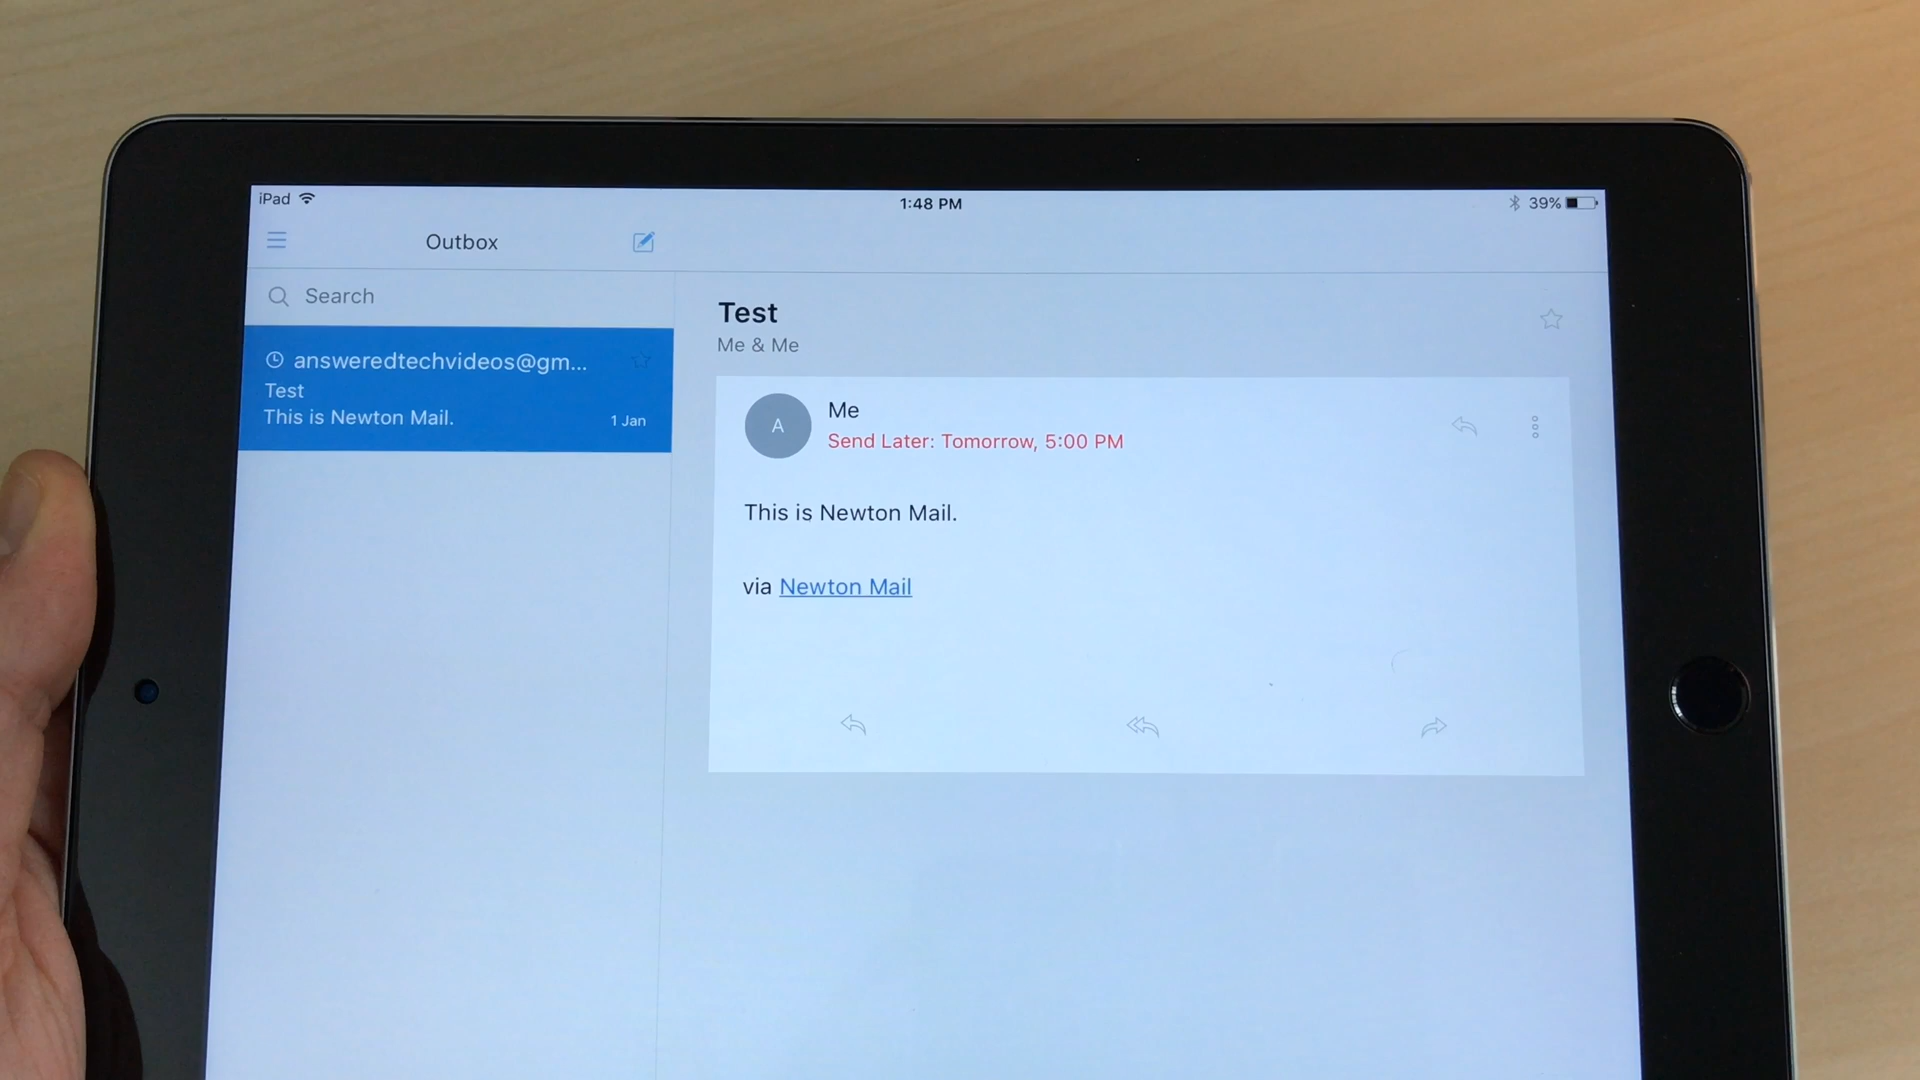 iPad
1:48 PM
39%
Outbox
Search
answeredtechvideos@gm...
Test
This is Newton Mail.
1 Jan
Test
Me & Me
A
Me
Send Later: Tomorrow, 5:00 PM
This is Newton Mail.
via Newton Mail